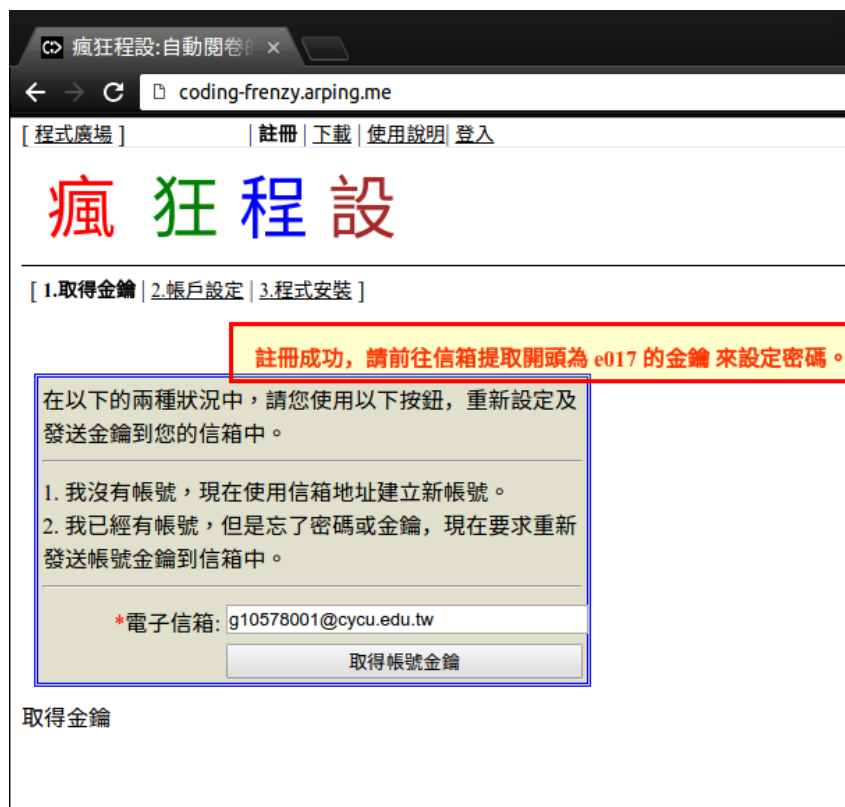 瘋狂程設:自動閱卷
coding-frenzy.arping.me
[ 程式廣場 ] | 註冊 | 下載 | 使用說明| 登入
瘋狂程設
[ 1.取得金鑰 | 2.帳戶設定 | 3.程式安裝 ]
註冊成功，請前往信箱提取開頭為 e017 的金鑰 來設定密碼。
在以下的兩種狀況中，請您使用以下按鈕，重新設定及
發送金鑰到您的信箱中。
1. 我沒有帳號，現在使用信箱地址建立新帳號。
2. 我已經有帳號，但是忘了密碼或金鑰，現在要求重新
發送帳號金鑰到信箱中。
*電子信箱: g10578001@cycu.edu.tw
取得帳號金鑰
取得金鑰